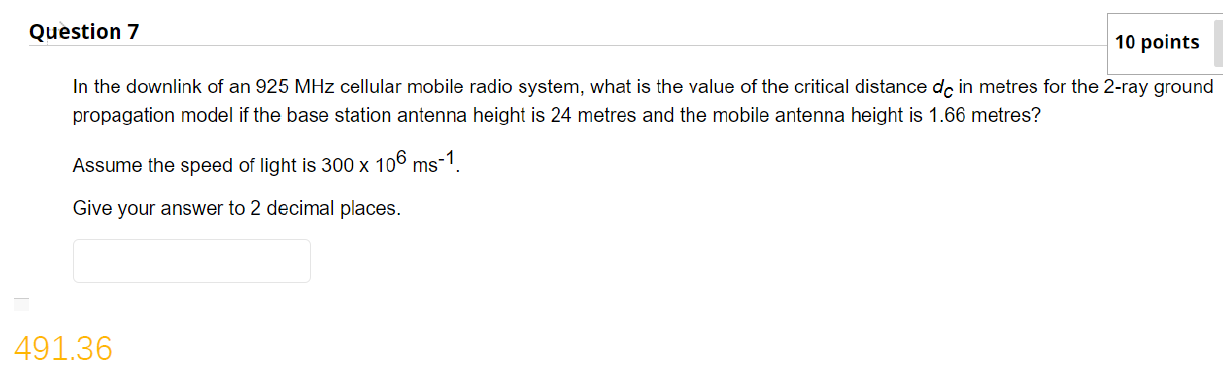 Question 7
10 points
In the downlink of an 925 MHz cellular mobile radio system, what is the value of the critical distance dc in metres for the 2-ray ground
propagation model if the base station antenna height is 24 metres and the mobile antenna height is 1.66 metres?
Assume the speed of light is 300 x 10⁶ ms⁻¹.
Give your answer to 2 decimal places.
491.36